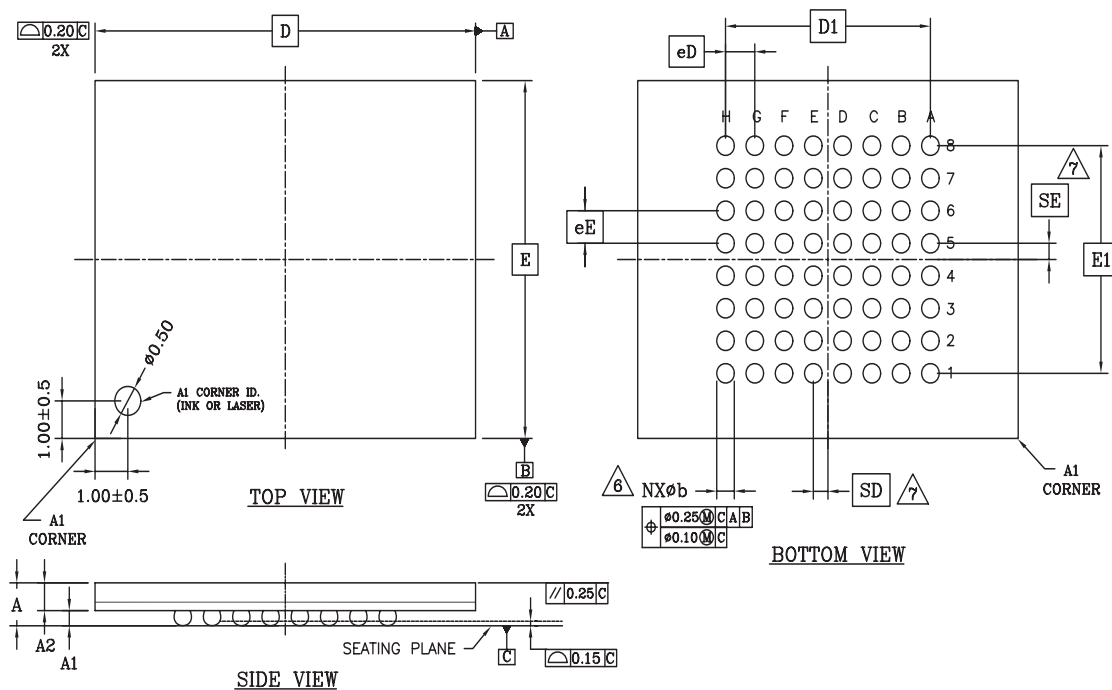 ⌓ 0.20 C
2X
D
A
E
Ø0.50
A1 CORNER ID.
(INK OR LASER)
1.00±0.5
1.00±0.5
A1
CORNER
B
⌓ 0.20 C
2X
TOP VIEW
D1
eD
H G F E D C B A
8
7
6
5
4
3
2
1
7
SE
eE
E1
6 NXØb
⌖ Ø0.25 Ⓜ C A B
Ø0.10 Ⓜ C
SD 7
A1
CORNER
BOTTOM VIEW
A
A2
A1
// 0.25 C
SEATING PLANE
C
⌓ 0.15 C
SIDE VIEW